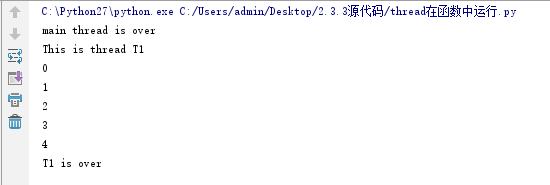 C:\Python27\python.exe C:/Users/admin/Desktop/2.3.3源代码/thread在函数中运行.py
main thread is over
This is thread T1
0
1
2
3
4
T1 is over